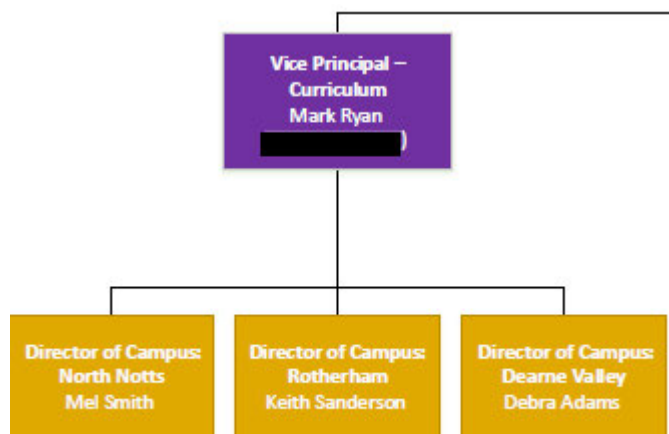 Vice Principal –
Curriculum
Mark Ryan
)
Director of Campus:
North Notts
Mel Smith
Director of Campus:
Rotherham
Keith Sanderson
Director of Campus:
Dearne Valley
Debra Adams